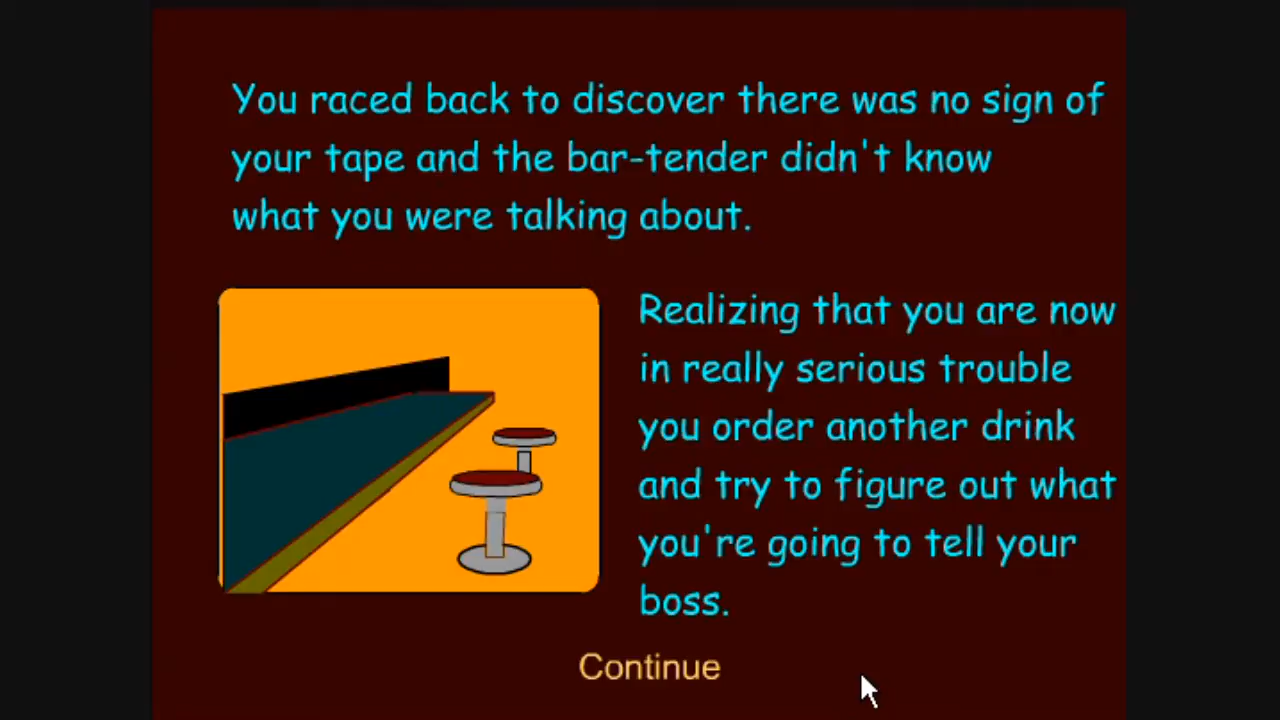 You raced back to discover there was no sign of
your tape and the bar-tender didn't know
what you were talking about.
Realizing that you are now
in really serious trouble
you order another drink
and try to figure out what
you're going to tell your
boss.
Continue